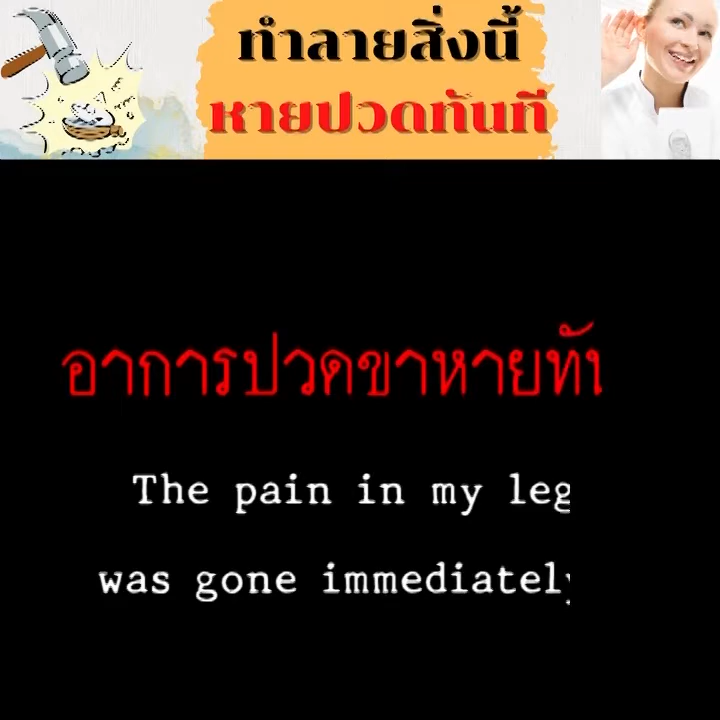 ทำลายสิ่งนี้
หายปวดทันที
อาการปวดขาหายทั
The pain in my leg
was gone immediately